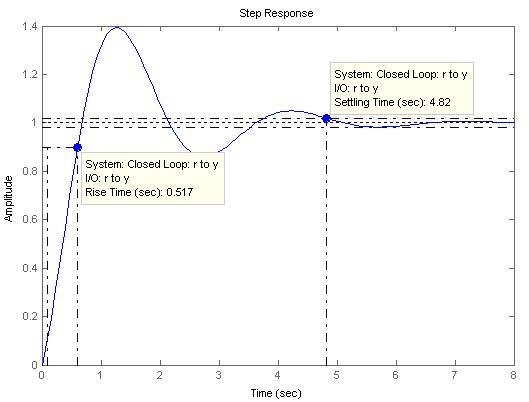 Step Response
1.4
1.2
1
0.8
0.6
0.4
0.2
0
System: Closed Loop: r to y
I/O: r to y
Settling Time (sec): 4.82
System: Closed Loop: r to y
I/O: r to y
Rise Time (sec): 0.517
Amplitude
0 1 2 3 4 5 6 7 8
Time (sec)